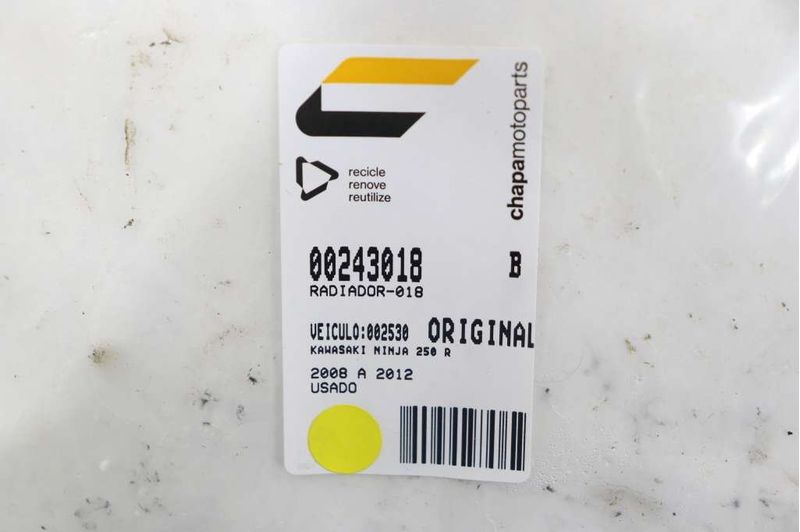 chapamotoparts
recicle
renove
reutilize
00243018 B
RADIADOR-018
VEICULO:002530 ORIGINAL
KAWASAKI NINJA 250 R
2008 A 2012
USADO